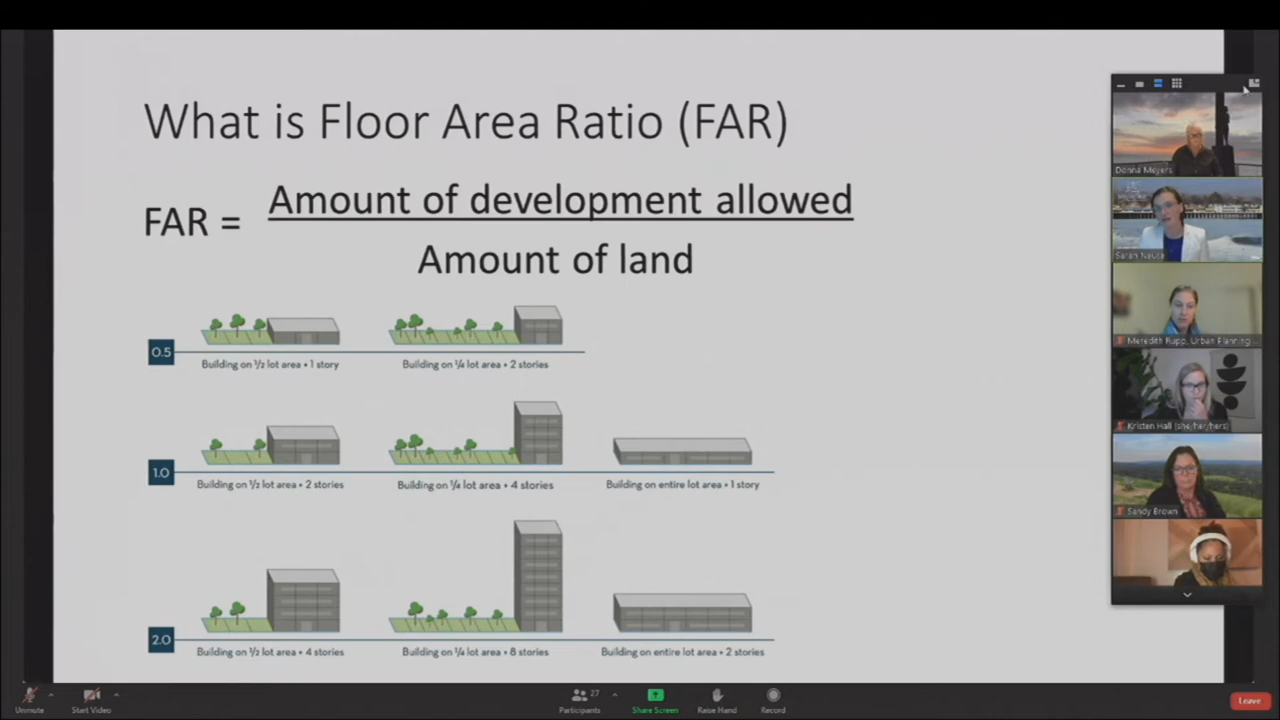 What is Floor Area Ratio (FAR)
FAR = Amount of development allowed
Amount of land
0.5
Building on ½ lot area • 1 story
Building on ¼ lot area • 2 stories
1.0
Building on ½ lot area • 2 stories
Building on ¼ lot area • 4 stories
Building on entire lot area • 1 story
2.0
Building on ½ lot area • 4 stories
Building on ¼ lot area • 8 stories
Building on entire lot area • 2 stories
Donna Meyers
Sarah Neuse
Meredith Rupp, Urban Planning...
Kristen Hall (she/her/hers)
Sandy Brown
Unmute
Start Video
27
Participants
Share Screen
Raise Hand
Record
Leave